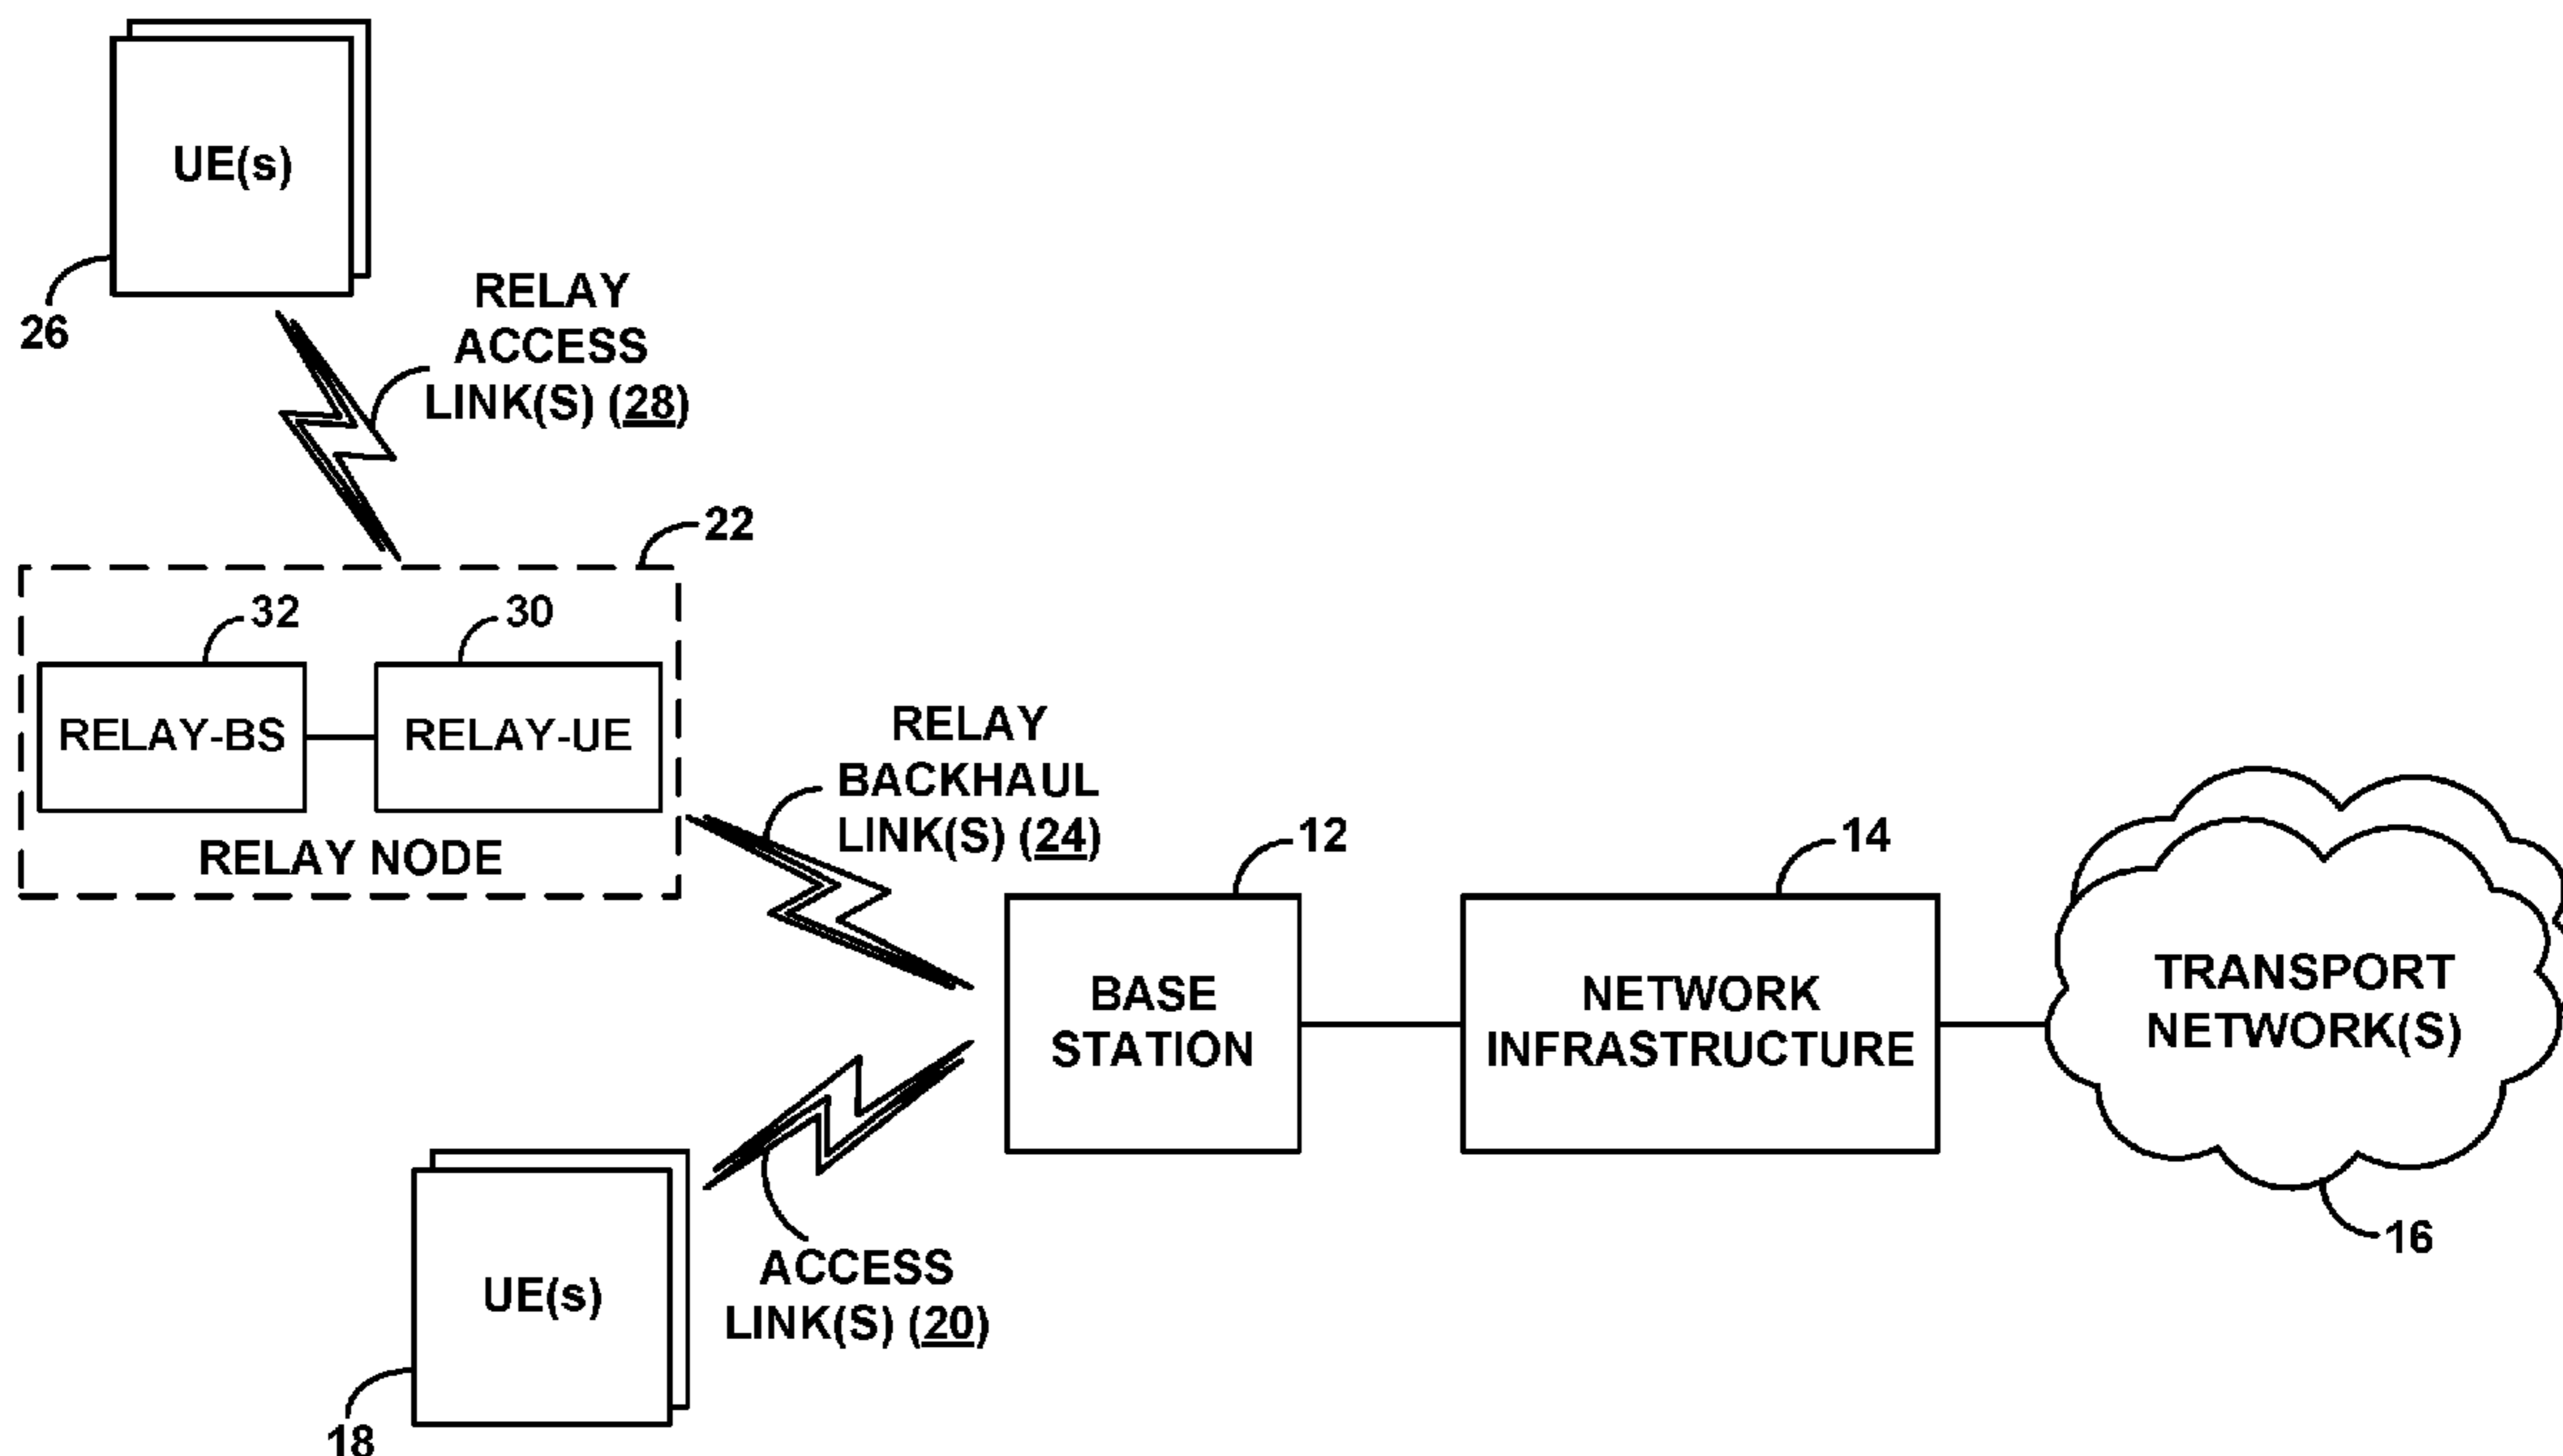 UE(s)
26
RELAY
ACCESS
LINK(S) (28)
22
32
30
RELAY-BS
RELAY-UE
RELAY NODE
RELAY
BACKHAUL
LINK(S) (24)
12
14
BASE
STATION
NETWORK
INFRASTRUCTURE
TRANSPORT
NETWORK(S)
16
UE(s)
18
ACCESS
LINK(S) (20)